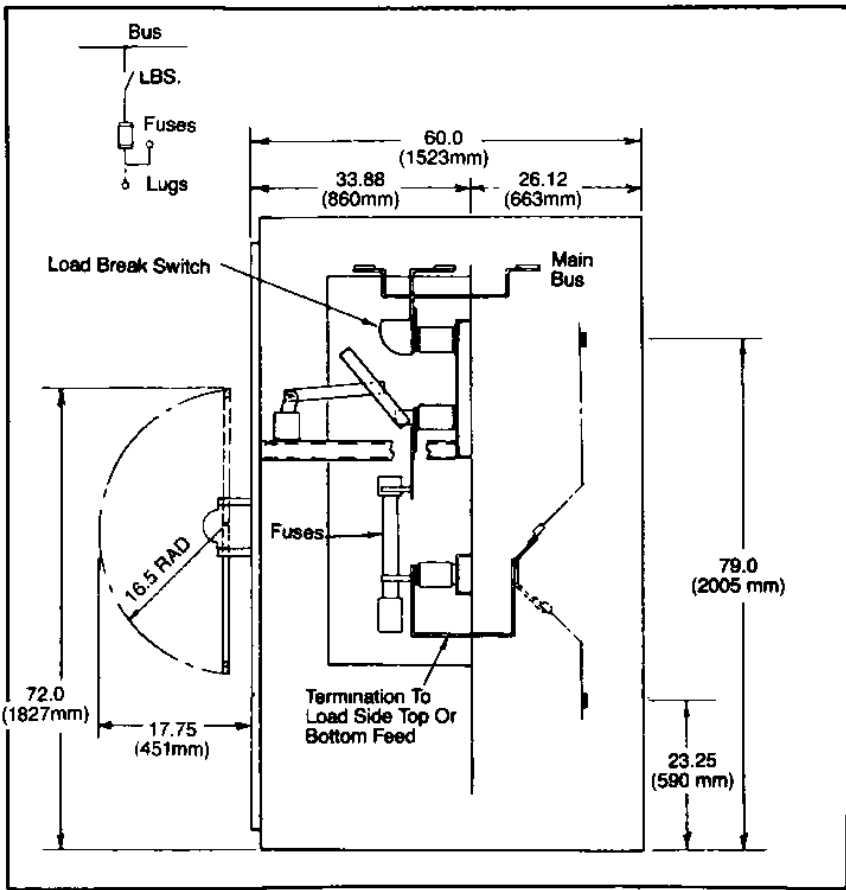 Bus
LBS.
Fuses
Lugs
60.0
(1523mm)
33.88
(860mm)
26.12
(663mm)
Load Break Switch
Main
Bus
Fuses
16.5 RAD
79.0
(2005 mm)
72.0
(1827mm)
17.75
(451mm)
Termination To
Load Side Top Or
Bottom Feed
23.25
(590 mm)